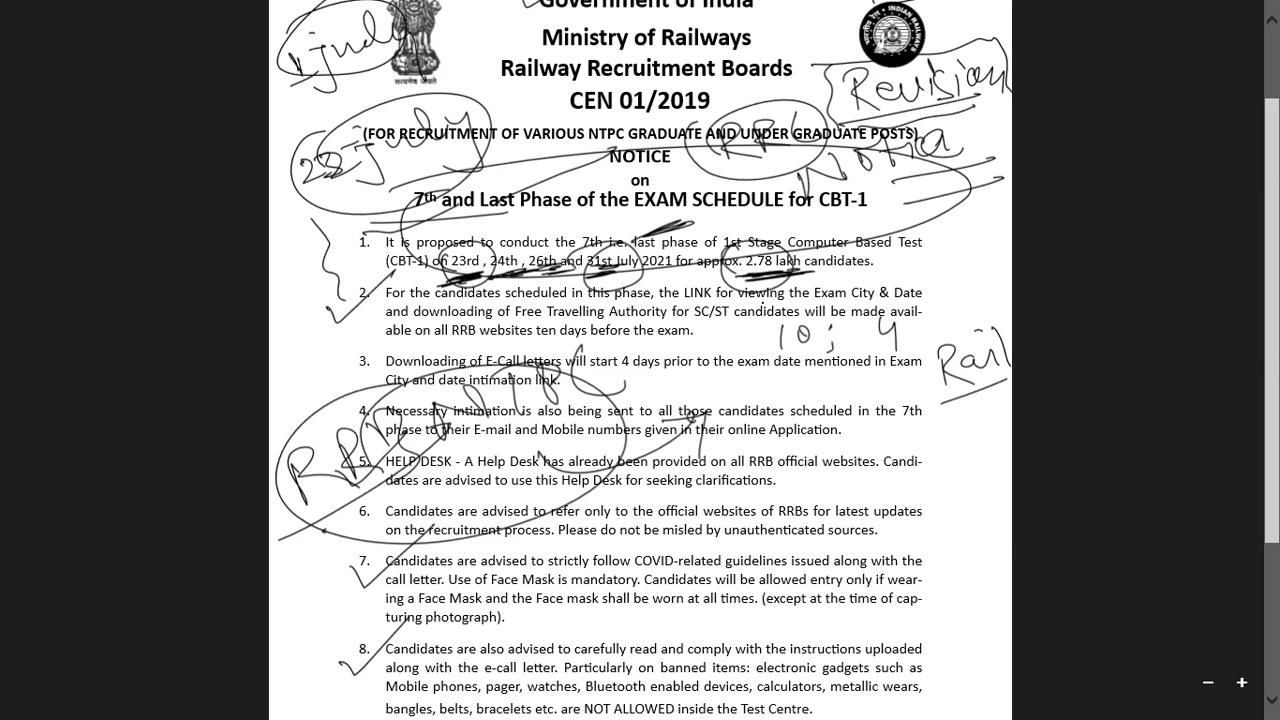 Government of India
Ministry of Railways
Railway Recruitment Boards
CEN 01/2019
(FOR RECRUITMENT OF VARIOUS NTPC GRADUATE AND UNDER GRADUATE POSTS)
NOTICE
on
7th and Last Phase of the EXAM SCHEDULE for CBT-1
1. It is proposed to conduct the 7th i.e. last phase of 1st Stage Computer Based Test
(CBT-1) on 23rd , 24th , 26th and 31st July 2021 for approx. 2.78 lakh candidates.
2. For the candidates scheduled in this phase, the LINK for viewing the Exam City & Date
and downloading of Free Travelling Authority for SC/ST candidates will be made avail-
able on all RRB websites ten days before the exam.
3. Downloading of E-Call letters will start 4 days prior to the exam date mentioned in Exam
City and date intimation link.
4. Necessary intimation is also being sent to all those candidates scheduled in the 7th
phase to their E-mail and Mobile numbers given in their online Application.
5. HELP DESK - A Help Desk has already been provided on all RRB official websites. Candi-
dates are advised to use this Help Desk for seeking clarifications.
6. Candidates are advised to refer only to the official websites of RRBs for latest updates
on the recruitment process. Please do not be misled by unauthenticated sources.
7. Candidates are advised to strictly follow COVID-related guidelines issued along with the
call letter. Use of Face Mask is mandatory. Candidates will be allowed entry only if wear-
ing a Face Mask and the Face mask shall be worn at all times. (except at the time of cap-
turing photograph).
8. Candidates are also advised to carefully read and comply with the instructions uploaded
along with the e-call letter. Particularly on banned items: electronic gadgets such as
Mobile phones, pager, watches, Bluetooth enabled devices, calculators, metallic wears,
bangles, belts, bracelets etc. are NOT ALLOWED inside the Test Centre.
सत्यमेव जयते
INDIAN RAILWAYS
Revision
Rail